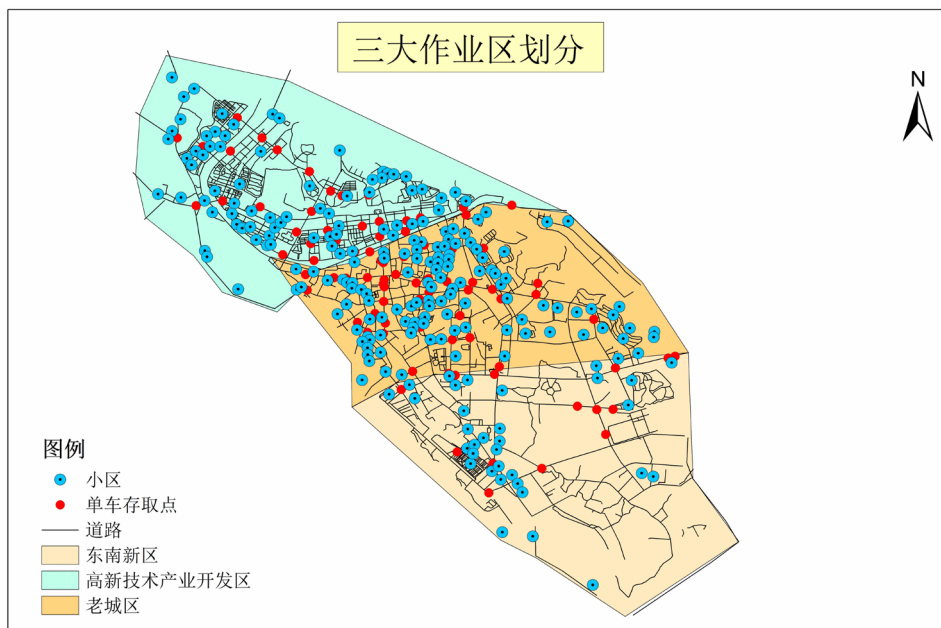 三大作业区划分
N
图例
小区
单车存取点
道路
东南新区
高新技术产业开发区
老城区